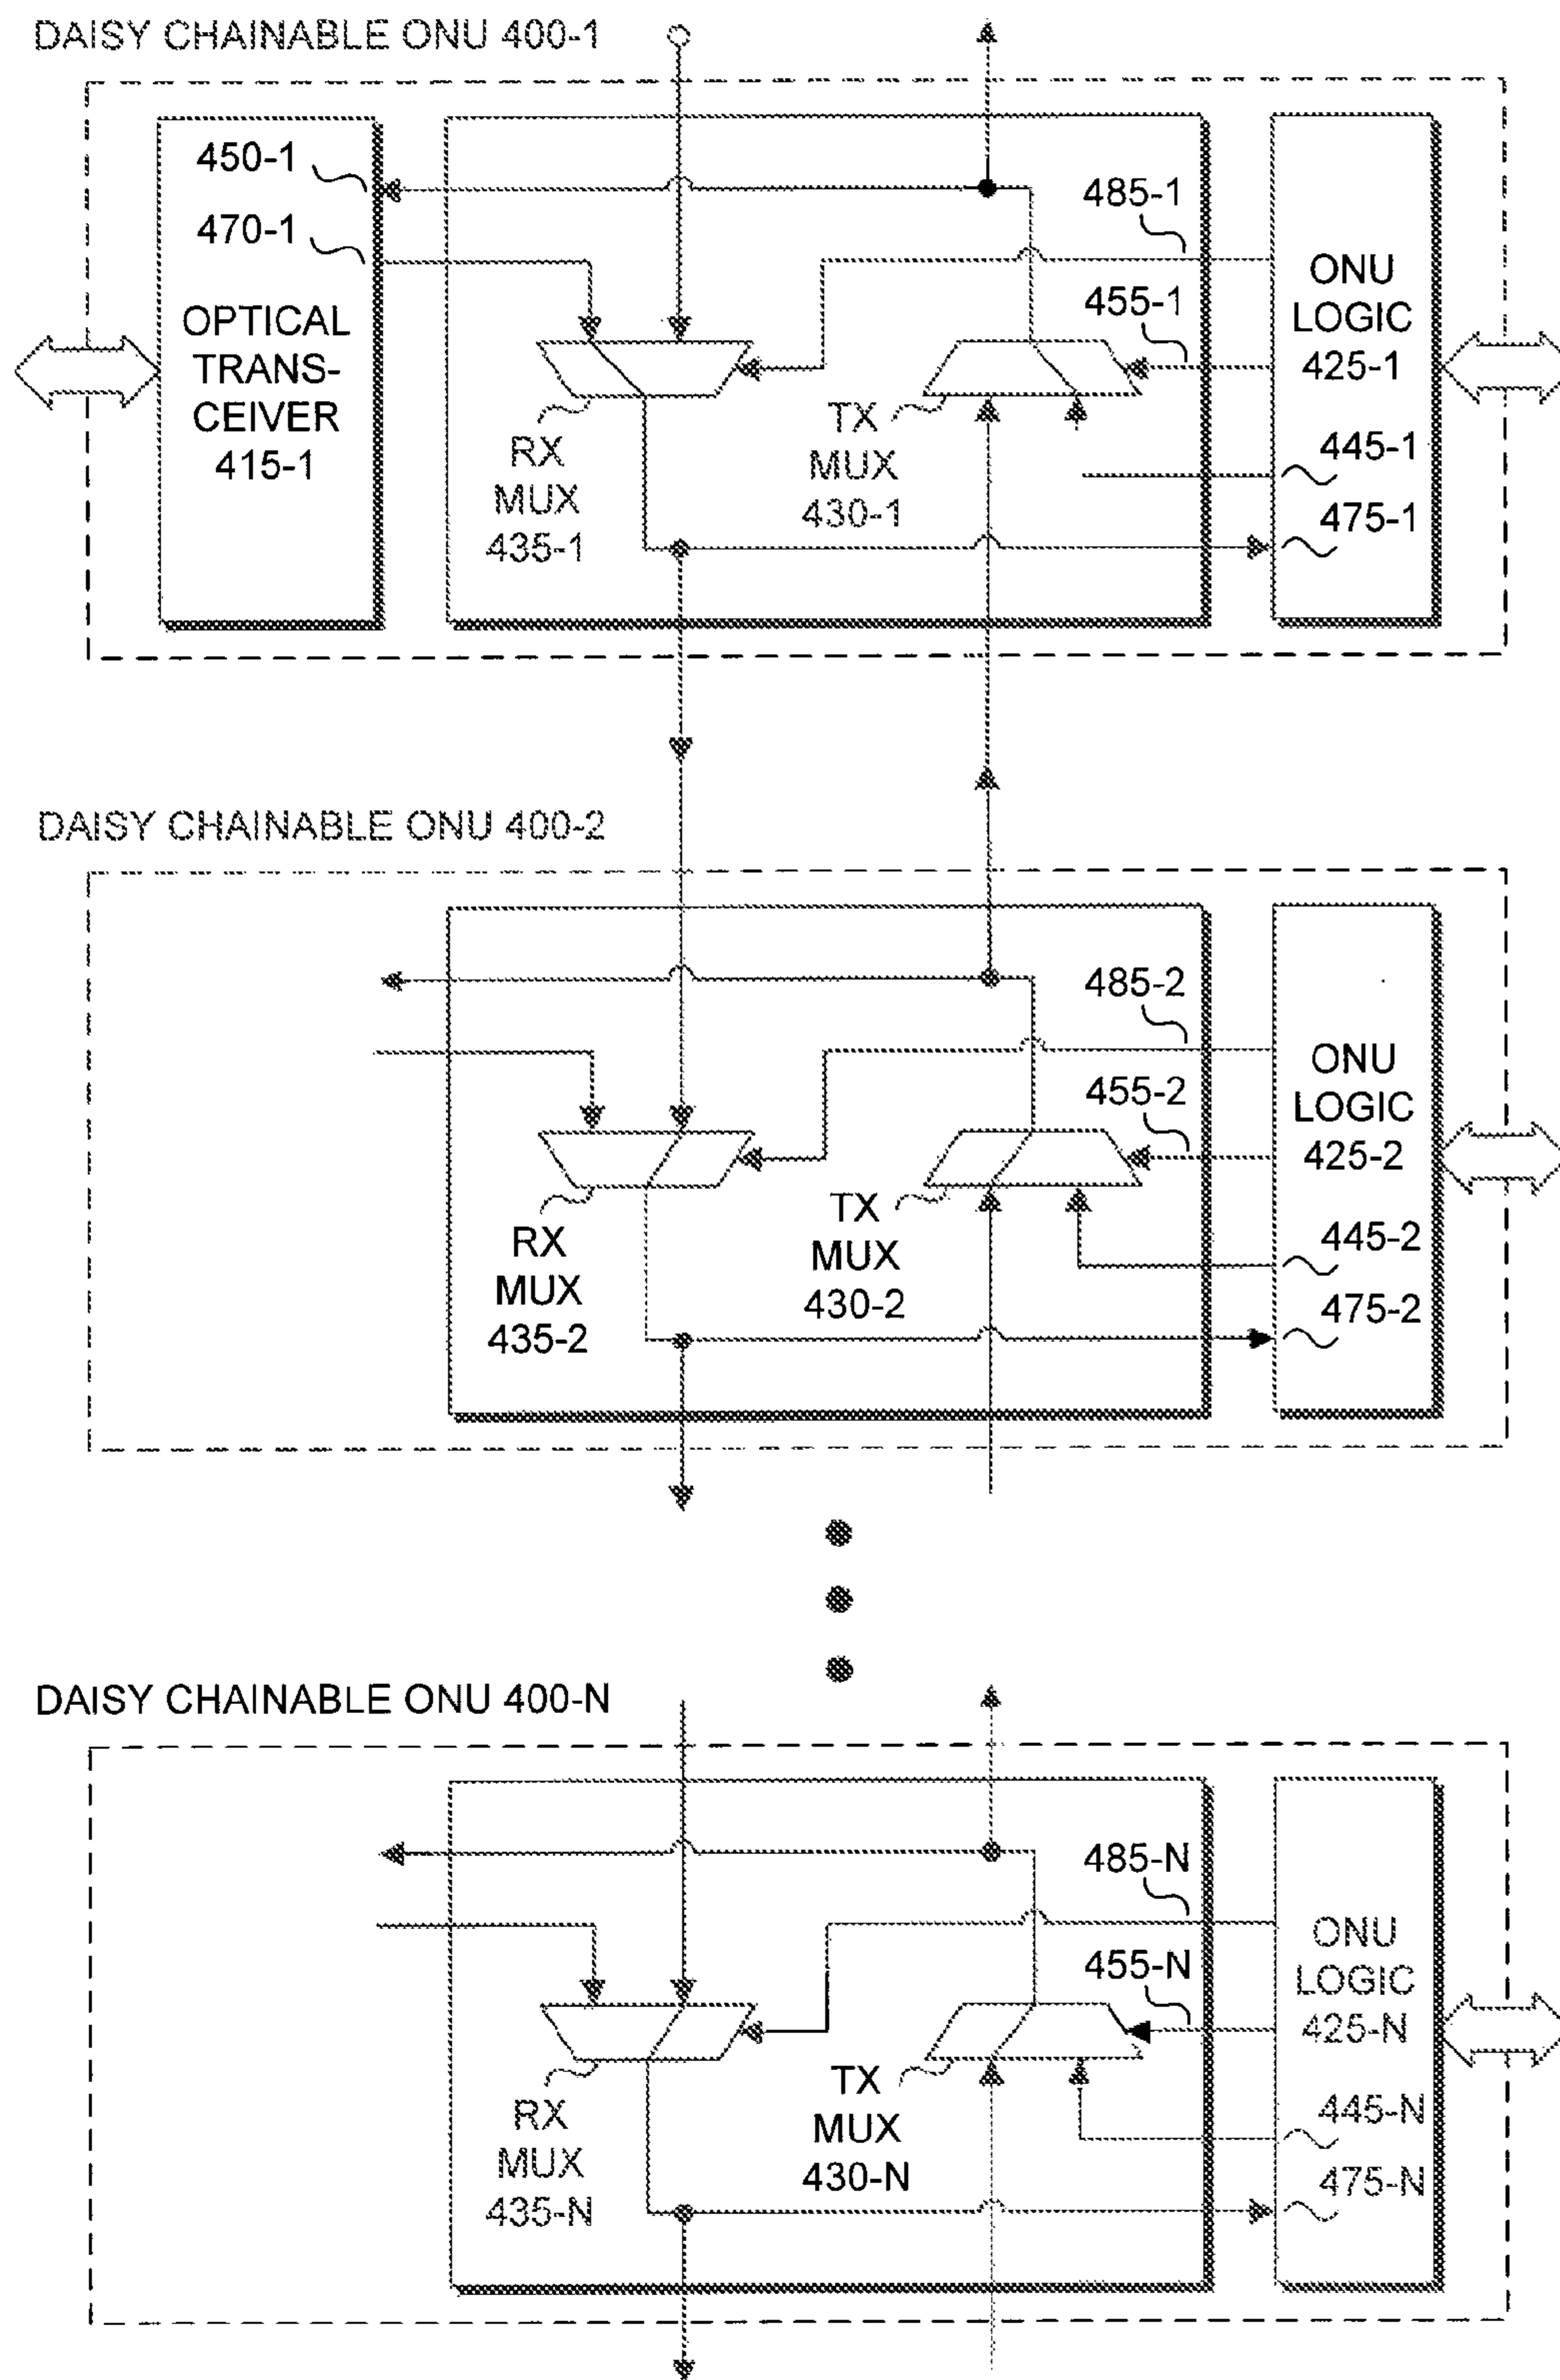 DAISY CHAINABLE ONU 400-1
450-1
470-1
OPTICAL
TRANS-
CEIVER
415-1
RX
MUX
435-1
TX
MUX
430-1
485-1
455-1
ONU
LOGIC
425-1
445-1
475-1
DAISY CHAINABLE ONU 400-2
RX
MUX
435-2
TX
MUX
430-2
485-2
455-2
ONU
LOGIC
425-2
445-2
475-2
DAISY CHAINABLE ONU 400-N
RX
MUX
435-N
TX
MUX
430-N
485-N
455-N
ONU
LOGIC
425-N
445-N
475-N